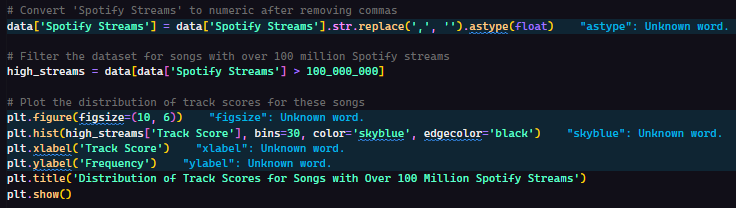 # Convert 'Spotify Streams' to numeric after removing commas
data['Spotify Streams'] = data['Spotify Streams'].str.replace(',', '').astype(float)    "astype": Unknown word.
# Filter the dataset for songs with over 100 million Spotify streams
high_streams = data[data['Spotify Streams'] > 100_000_000]
# Plot the distribution of track scores for these songs
plt.figure(figsize=(10, 6))    "figsize": Unknown word.
plt.hist(high_streams['Track Score'], bins=30, color='skyblue', edgecolor='black')    "skyblue": Unknown word.
plt.xlabel('Track Score')    "xlabel": Unknown word.
plt.ylabel('Frequency')    "ylabel": Unknown word.
plt.title('Distribution of Track Scores for Songs with Over 100 Million Spotify Streams')
plt.show()